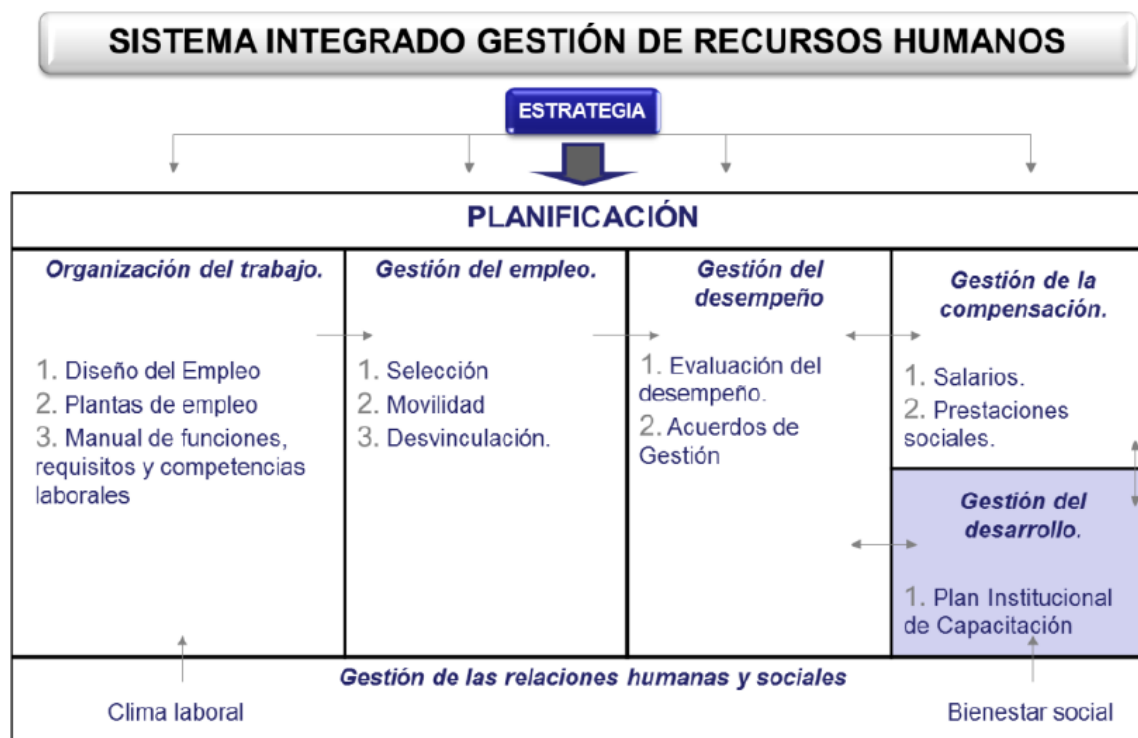 SISTEMA INTEGRADO GESTIÓN DE RECURSOS HUMANOS
ESTRATEGIA
PLANIFICACIÓN
Organización del trabajo.
1. Diseño del Empleo
2. Plantas de empleo
3. Manual de funciones,
requisitos y competencias
laborales
Gestión del empleo.
1. Selección
2. Movilidad
3. Desvinculación.
Gestión del
desempeño
1. Evaluación del
desempeño.
2. Acuerdos de
Gestión
Gestión de la
compensación.
1. Salarios.
2. Prestaciones
sociales.
Gestión del
desarrollo.
1. Plan Institucional
de Capacitación
Gestión de las relaciones humanas y sociales
Clima laboral
Bienestar social